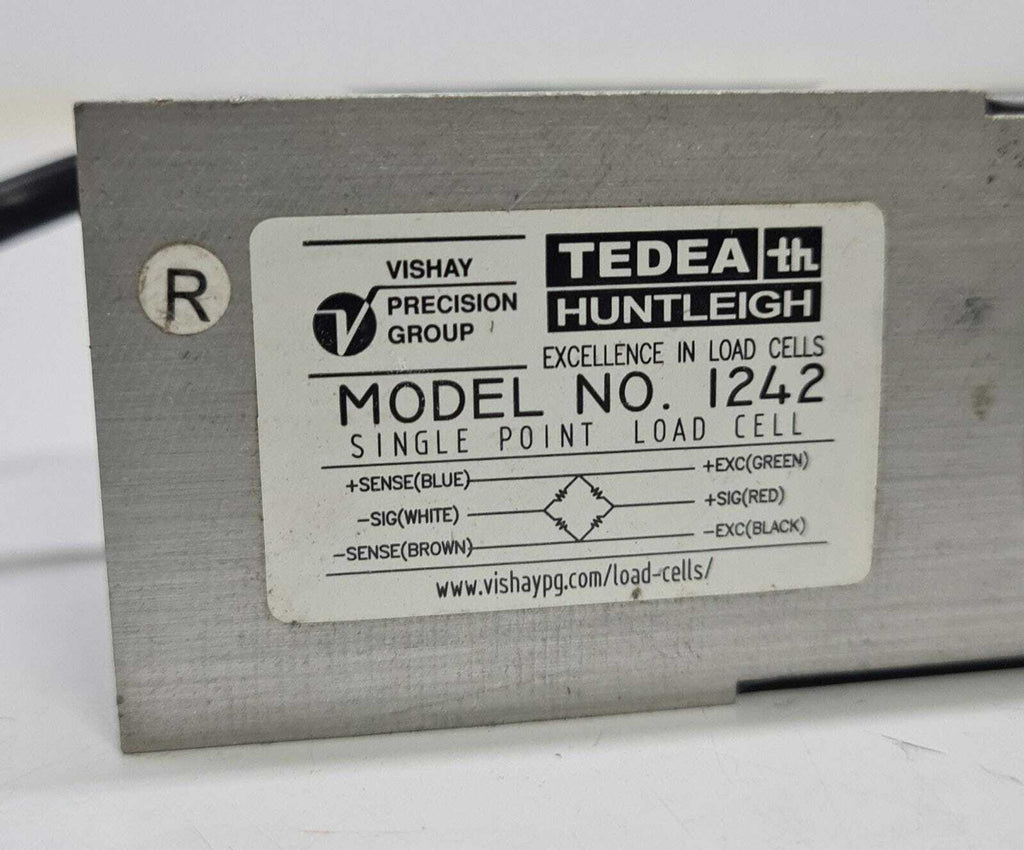 R
VISHAY
PRECISION
GROUP
TEDEA th
HUNTLEIGH
EXCELLENCE IN LOAD CELLS
MODEL NO. 1242
SINGLE POINT LOAD CELL
+SENSE(BLUE) +EXC(GREEN)
-SIG(WHITE) +SIG(RED)
-SENSE(BROWN) -EXC(BLACK)
www.vishaypg.com/load-cells/